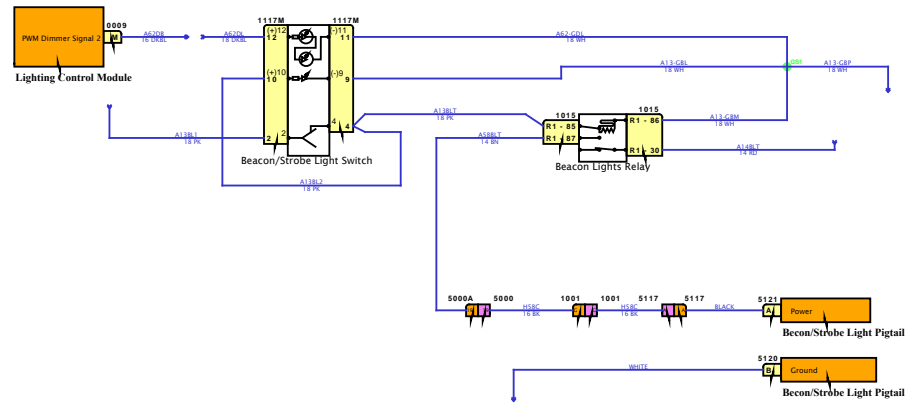 PWM Dimmer Signal 2
0009
M
Lighting Control Module
A62DB
16 DKBL
A62DL
18 DKBL
1117M
1117M
(+)12
12
(-)11
11
(+)10
10
(-)9
9
2
2
4
4
Beacon/Strobe Light Switch
A13BL1
18 PK
A13BL2
18 PK
A62-GDL
18 WH
A13-G8L
18 WH
A13-G8P
18 WH
A13BLT
18 PK
A58BLT
14 BN
1015
R1 - 85
R1 87
1015
R1 - 86
R1 - 30
Beacon Lights Relay
A13-G8M
18 WH
A14BLT
14 RD
5000A
5000
H58C
16 BK
1001
1001
H58C
16 BK
5117
5117
BLACK
5121
A
Power
Becon/Strobe Light Pigtail
WHITE
5120
B
Ground
Becon/Strobe Light Pigtail